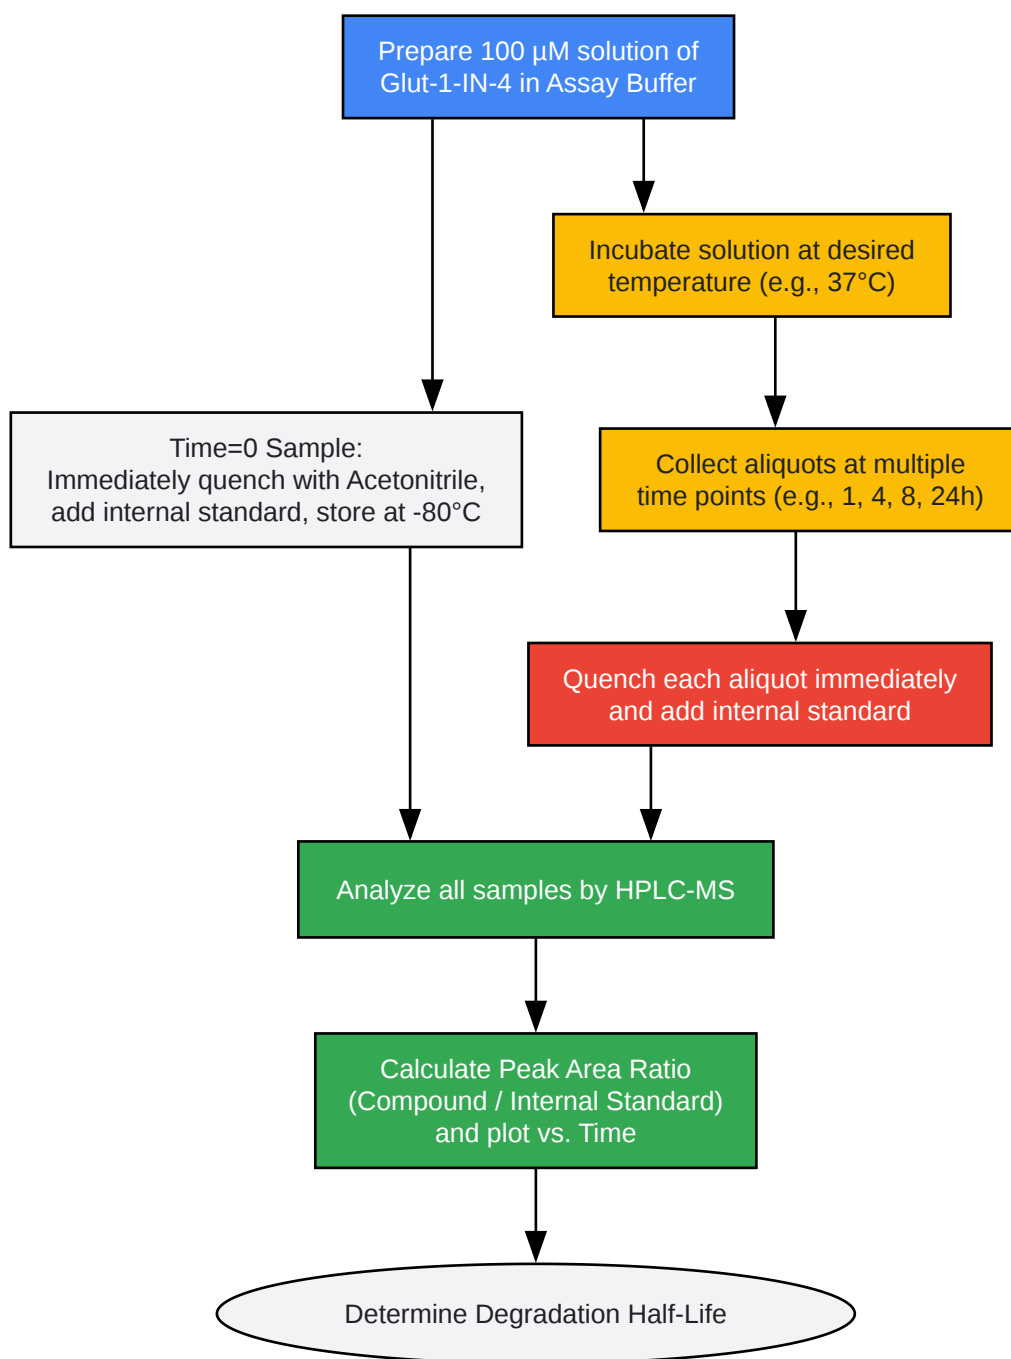 Prepare 100 µM solution of
Glut-1-IN-4 in Assay Buffer
Incubate solution at desired
temperature (e.g., 37°C)
Time=0 Sample:
Immediately quench with Acetonitrile,
add internal standard, store at -80°C
Collect aliquots at multiple
time points (e.g., 1, 4, 8, 24h)
Quench each aliquot immediately
and add internal standard
Analyze all samples by HPLC-MS
Calculate Peak Area Ratio
(Compound / Internal Standard)
and plot vs. Time
Determine Degradation Half-Life